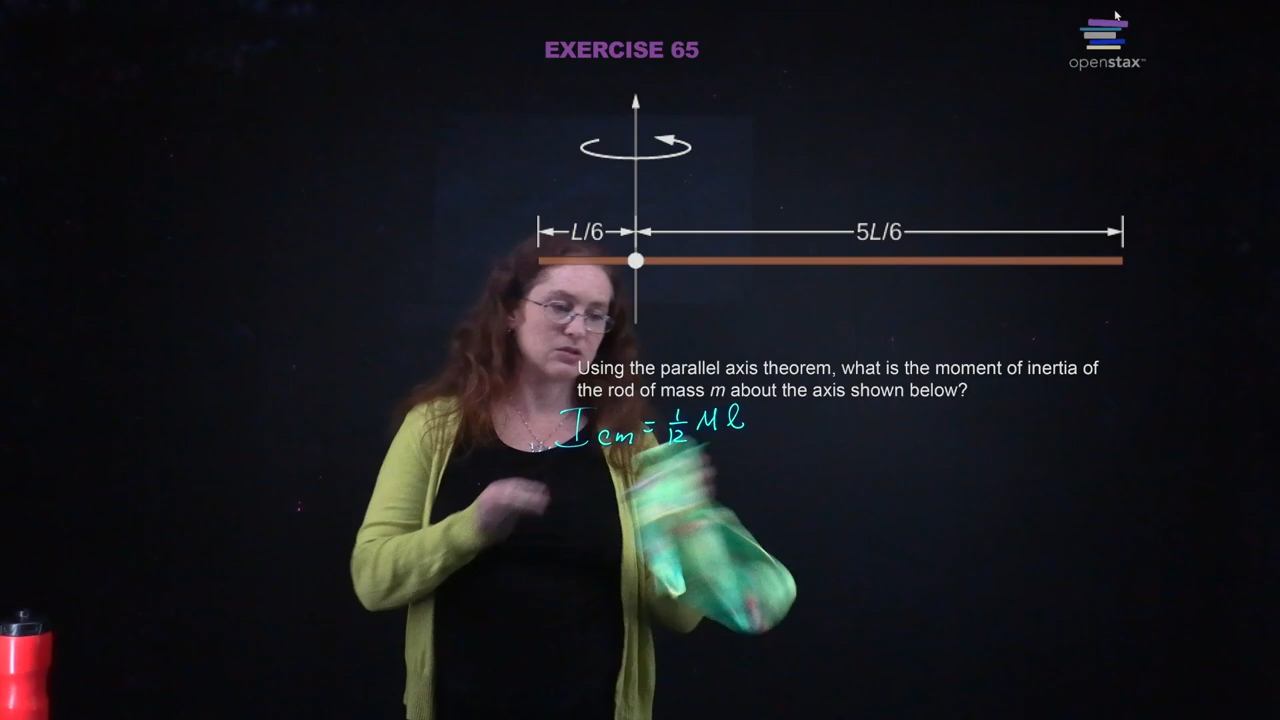 EXERCISE 65
openstax™
L/6
5L/6
Using the parallel axis theorem, what is the moment of inertia of
the rod of mass m about the axis shown below?
I cm = 1/12 M l